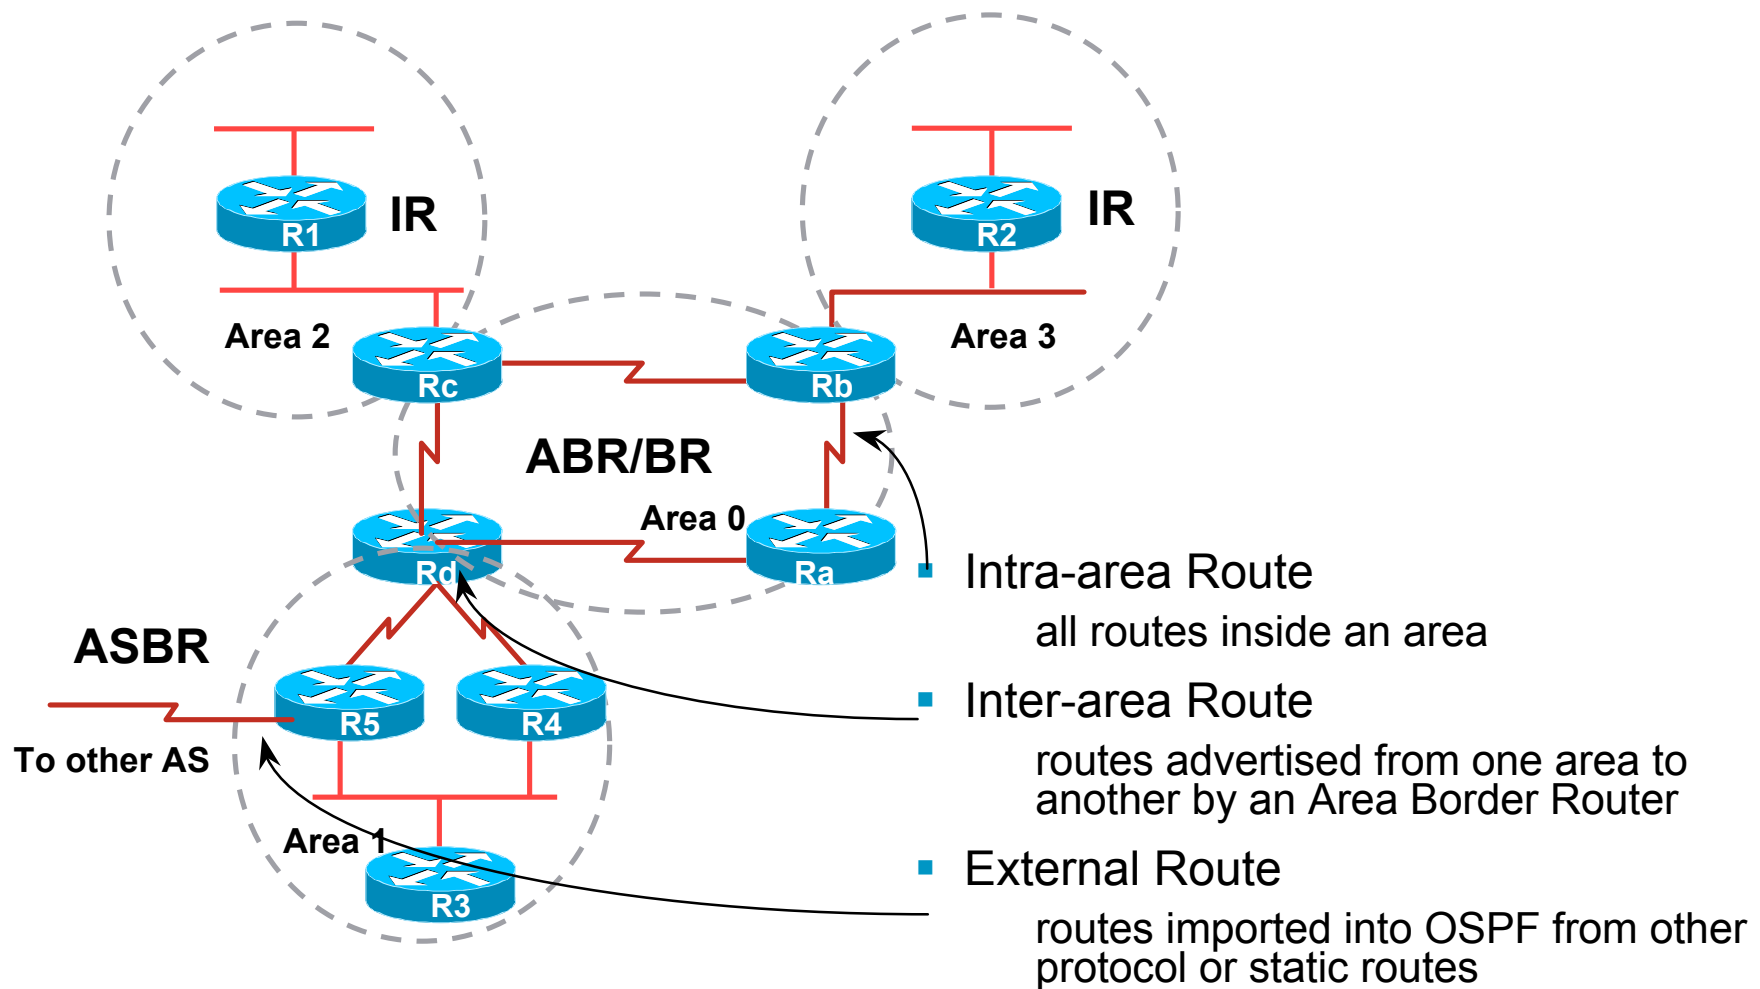 R1
IR
R2
IR
Area 2
Area 3
Rc
Rb
ABR/BR
Area 0
Rd
Ra
ASBR
R5
R4
To other AS
Area 1
R3
Intra-area Route
all routes inside an area
Inter-area Route
routes advertised from one area to
another by an Area Border Router
External Route
routes imported into OSPF from other
protocol or static routes